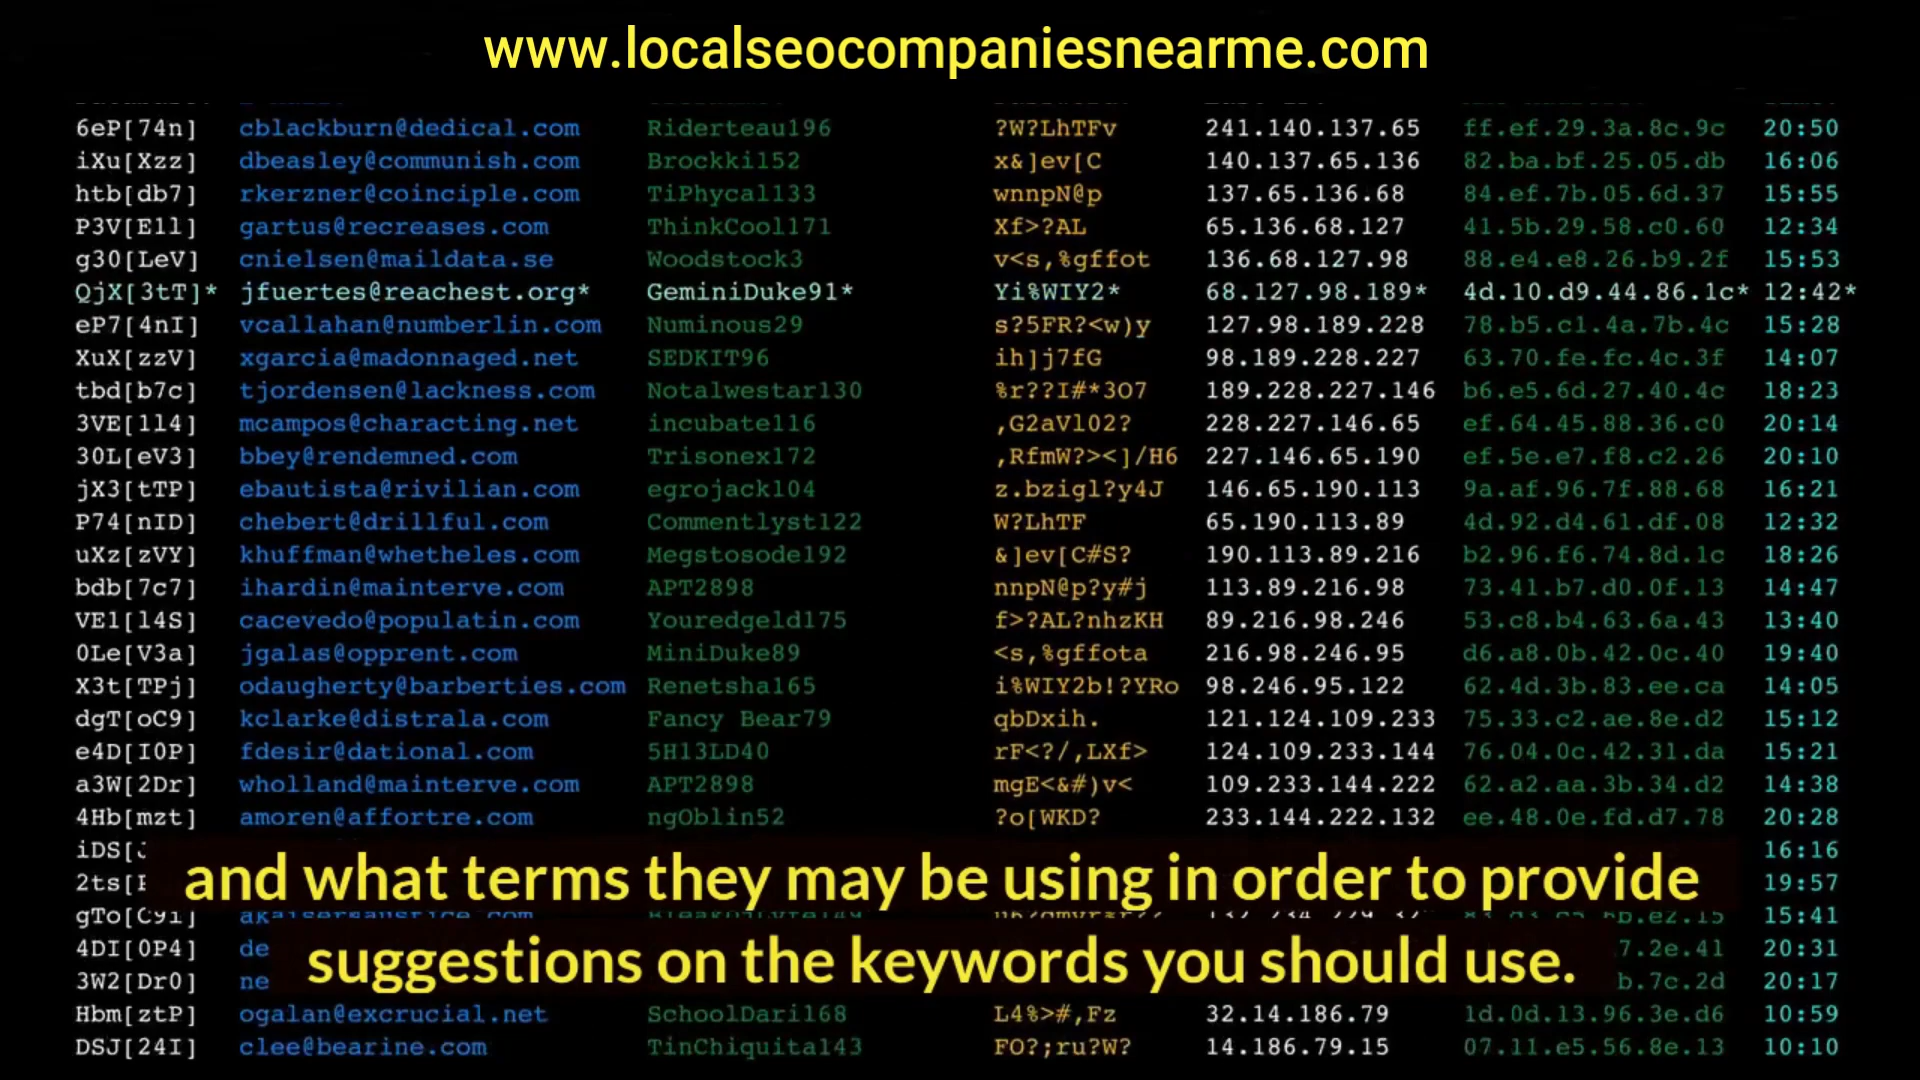 www.localseocompaniesnearme.com
6eP[74n] cblackburn@dedical.com Riderteau196 ?W?LhTFv 241.140.137.65 ff.ef.29.3a.8c.9c 20:50
iXu[Xzz] dbeasley@communish.com Brockki152 x&]ev[C 140.137.65.136 82.ba.bf.25.05.db 16:06
htb[db7] rkerzner@coinciple.com TiPhycal133 wnnpN@p 137.65.136.68 84.ef.7b.05.6d.37 15:55
P3V[E1l] gartus@recreases.com ThinkCool171 Xf>?AL 65.136.68.127 41.5b.29.58.c0.60 12:34
g30[LeV] cnielsen@maildata.se Woodstock3 v<s,%gffot 136.68.127.98 88.e4.e8.26.b9.2f 15:53
QjX[3tT]* jfuertes@reachest.org* GeminiDuke91* Yi%WIY2* 68.127.98.189* 4d.10.d9.44.86.1c* 12:42*
eP7[4nI] vcallahan@numberlin.com Numinous29 s?5FR?<w)y 127.98.189.228 78.b5.c1.4a.7b.4c 15:28
XuX[zzV] xgarcia@madonnaged.net SEDKIT96 ih]j7fG 98.189.228.227 63.70.fe.fc.4c.3f 14:07
tbd[b7c] tjordensen@lackness.com Notalwestar130 %r??I#*3O7 189.228.227.146 b6.e5.6d.27.40.4c 18:23
3VE[1l4] mcampos@characting.net incubate116 ,G2aVl02? 228.227.146.65 ef.64.45.88.36.c0 20:14
30L[eV3] bbey@rendemned.com Trisonex172 ,RfmW?><]/H6 227.146.65.190 ef.5e.e7.f8.c2.26 20:10
jX3[tTP] ebautista@rivilian.com egrojack104 z.bzigl?y4J 146.65.190.113 9a.af.96.7f.88.68 16:21
P74[nID] chebert@drillful.com Commentlyst122 W?LhTF 65.190.113.89 4d.92.d4.61.df.08 12:32
uXz[zVY] khuffman@whetheles.com Megstosode192 &]ev[C#S? 190.113.89.216 b2.96.f6.74.8d.1c 18:26
bdb[7c7] ihardin@mainterve.com APT2898 nnpN@p?y#j 113.89.216.98 73.41.b7.d0.0f.13 14:47
VE1[l4S] cacevedo@populatin.com Youredgeld175 f>?AL?nhzKH 89.216.98.246 53.c8.b4.63.6a.43 13:40
0Le[V3a] jgalas@opprent.com MiniDuke89 <s,%gffota 216.98.246.95 d6.a8.0b.42.0c.40 19:40
X3t[TPj] odaugherty@barberties.com Renetsha165 i%WIY2b!?YRo 98.246.95.122 62.4d.3b.83.ee.ca 14:05
dgT[oC9] kclarke@distrala.com Fancy Bear79 qbDxih. 121.124.109.233 75.33.c2.ae.8e.d2 15:12
e4D[I0P] fdesir@dational.com 5H13LD40 rF<?/,LXf> 124.109.233.144 76.04.0c.42.31.da 15:21
a3W[2Dr] wholland@mainterve.com APT2898 mgE<&#)v< 109.233.144.222 62.a2.aa.3b.34.d2 14:38
4Hb[mzt] amoren@affortre.com ngOblin52 ?o[WKD? 233.144.222.132 ee.48.0e.fd.d7.78 20:28
16:16
and what terms they may be using in order to provide
19:57
gTo[C9i] 15:41
4DI[0P4] de 7.2e.41 20:31
suggestions on the keywords you should use.
3W2[Dr0] ne b.7c.2d 20:17
Hbm[ztP] ogalan@excrucial.net SchoolDari168 L4%>#,Fz 32.14.186.79 1d.0d.13.96.3e.d6 10:59
DSJ[24I] clee@bearine.com TinChiquita143 FO?;ru?W? 14.186.79.15 07.11.e5.56.8e.13 10:10